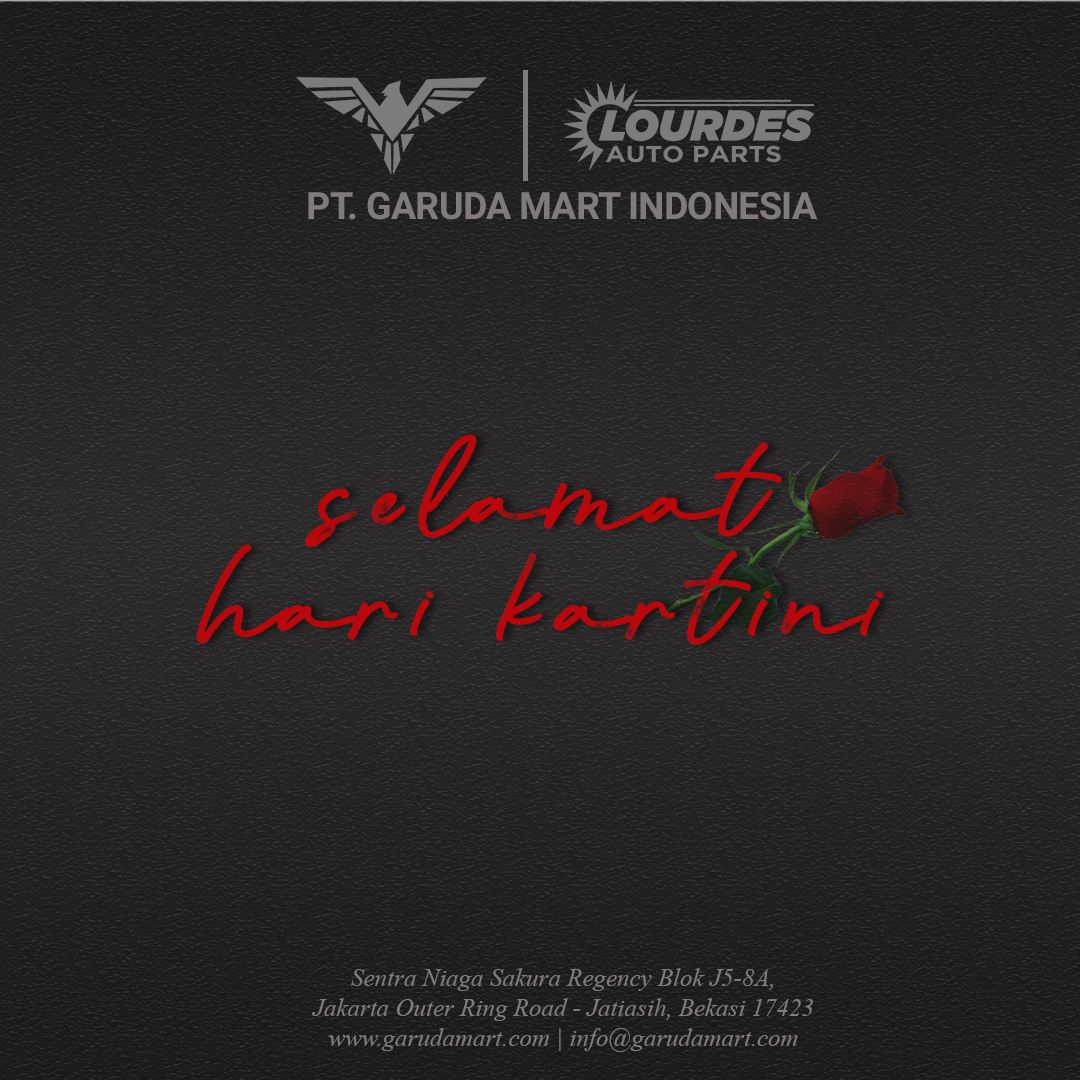 LOURDES
AUTO PARTS
PT. GARUDA MART INDONESIA
selamat
hari kartini
Sentra Niaga Sakura Regency Blok J5-8A,
Jakarta Outer Ring Road - Jatiasih, Bekasi 17423
www.garudamart.com | info@garudamart.com